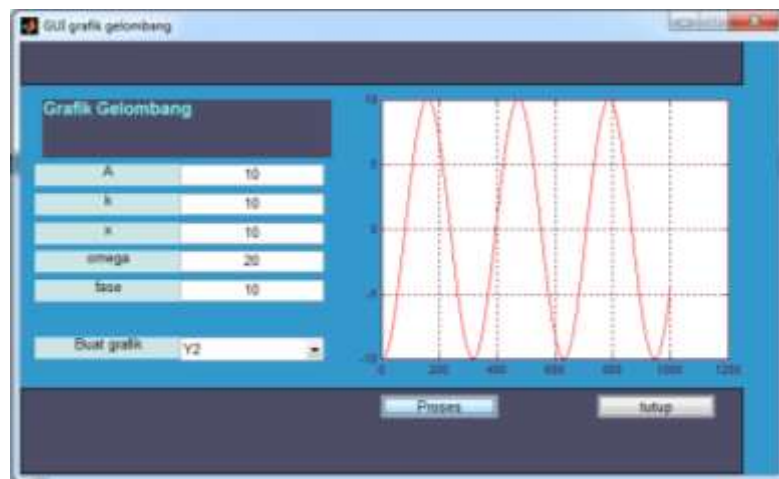 GUI grafik gelombang
Grafik Gelombang
A 10
k 10
x 10
omega 20
fase 10
Buat grafik Y2
10
5
0
-5
-10
0 200 400 600 800 1000 1200
Proses tutup